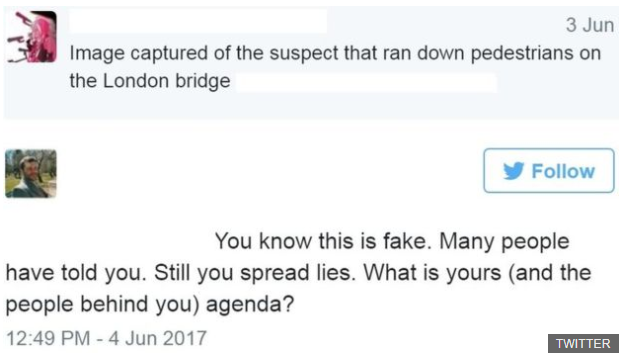 3 Jun
Image captured of the suspect that ran down pedestrians on
the London bridge
Follow
You know this is fake. Many people
have told you. Still you spread lies. What is yours (and the
people behind you) agenda?
12:49 PM - 4 Jun 2017
TWITTER